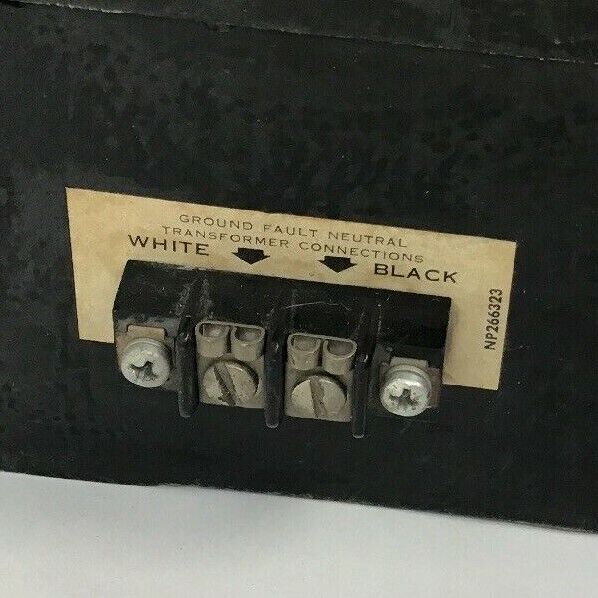 GROUND FAULT NEUTRAL
TRANSFORMER CONNECTIONS
WHITE
BLACK
NP266323